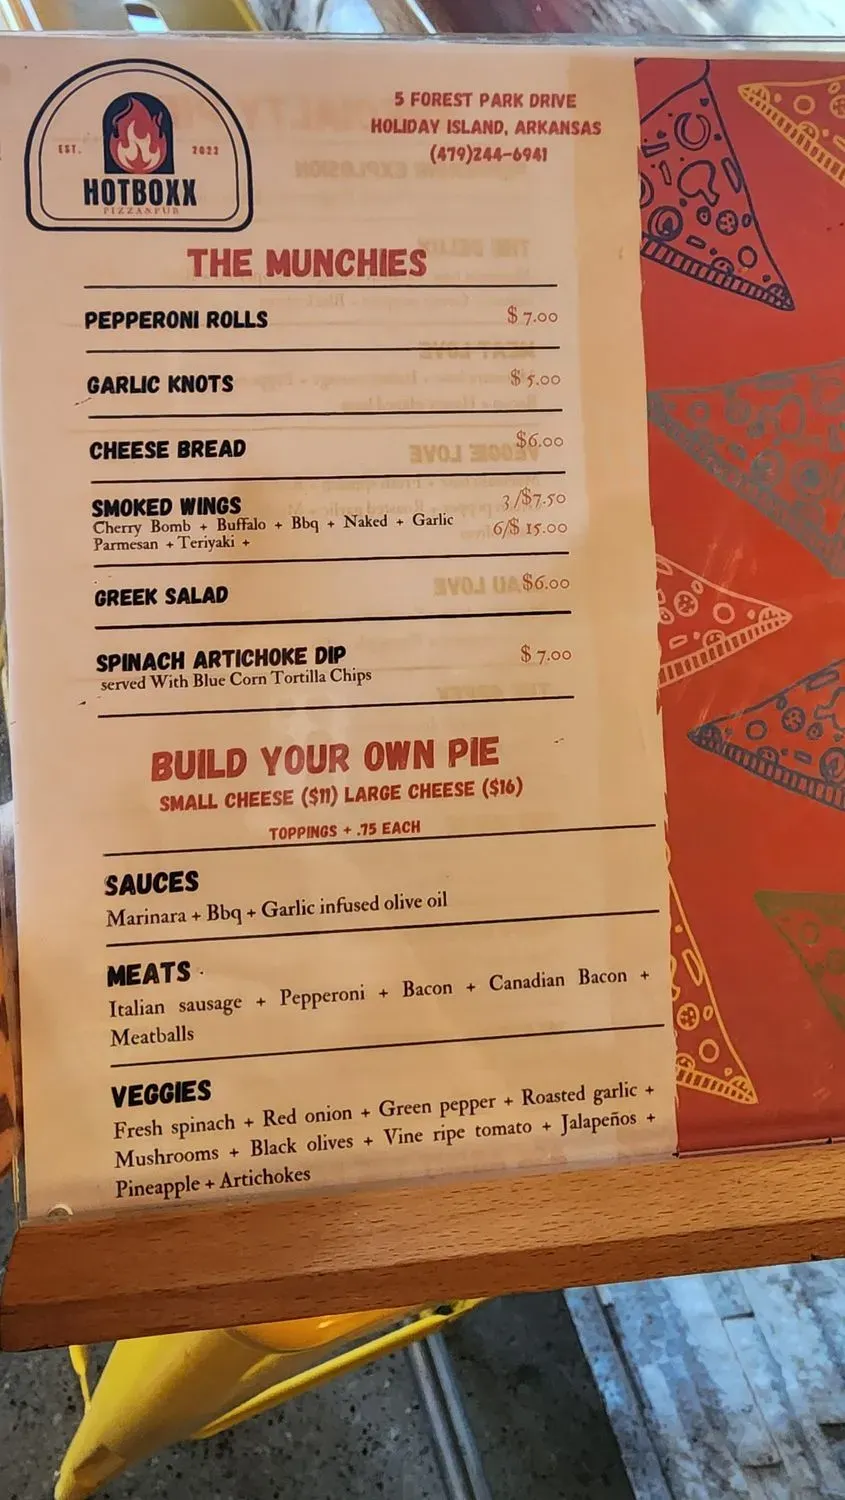 EST.
2022
HOTBOXX
PIZZA&PUB
5 FOREST PARK DRIVE
HOLIDAY ISLAND, ARKANSAS
(479)244-6941
THE MUNCHIES
PEPPERONI ROLLS $ 7.00
GARLIC KNOTS $ 5.00
CHEESE BREAD $6.00
SMOKED WINGS 3/$7.50
Cherry Bomb + Buffalo + Bbq + Naked + Garlic 6/$ 15.00
Parmesan + Teriyaki +
GREEK SALAD $6.00
SPINACH ARTICHOKE DIP $ 7.00
served With Blue Corn Tortilla Chips
BUILD YOUR OWN PIE
SMALL CHEESE ($11) LARGE CHEESE ($16)
TOPPINGS + .75 EACH
SAUCES
Marinara + Bbq + Garlic infused olive oil
MEATS
Italian sausage + Pepperoni + Bacon + Canadian Bacon +
Meatballs
VEGGIES
Fresh spinach + Red onion + Green pepper + Roasted garlic +
Mushrooms + Black olives + Vine ripe tomato + Jalapeños +
Pineapple + Artichokes